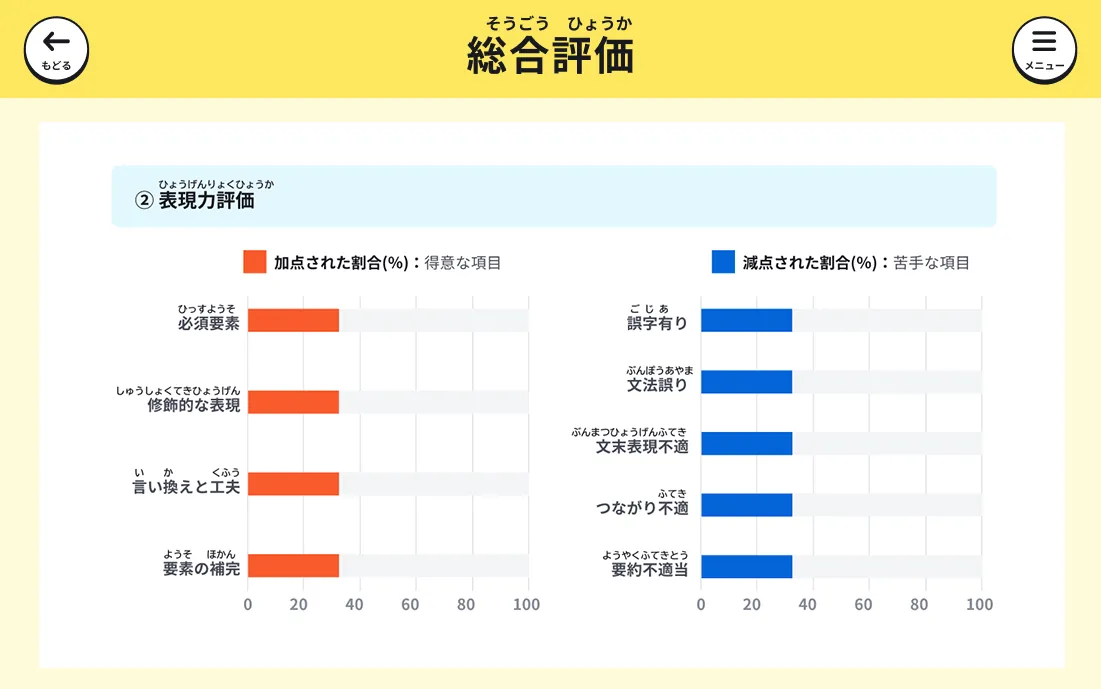 そうごう ひょうか
総合評価
もどる
メニュー
ひょうげんりょくひょうか
② 表現力評価
加点された割合(%)：得意な項目
ひっすようそ
必須要素
しゅうしょくてきひょうげん
修飾的な表現
い か くふう
言い換えと工夫
ようそ ほかん
要素の補完
0 20 40 60 80 100
減点された割合(%)：苦手な項目
ごじあ
誤字有り
ぶんぽうあやま
文法誤り
ぶんまつひょうげんふてき
文末表現不適
ふてき
つながり不適
ようやくふてきとう
要約不適当
0 20 40 60 80 100